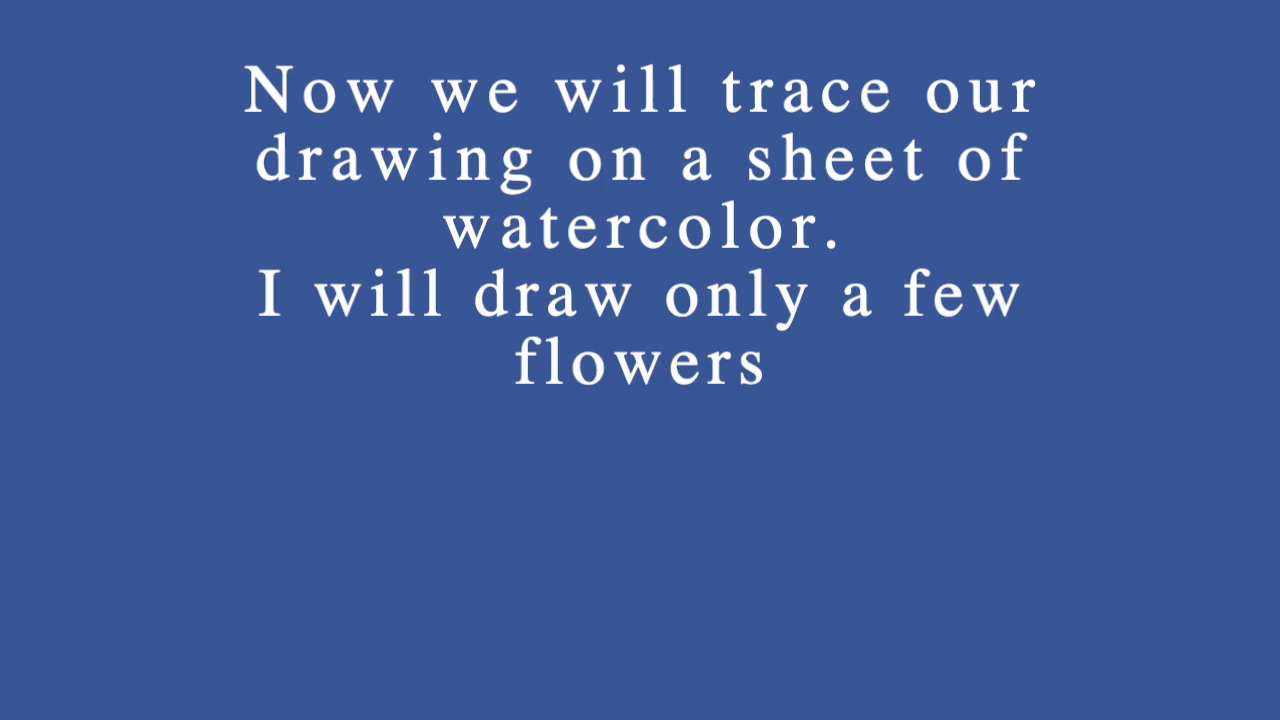 Now we will trace our
drawing on a sheet of
watercolor.
I will draw only a few
flowers